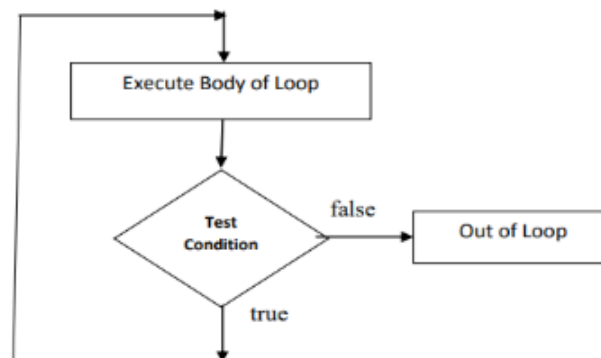 Execute Body of Loop
false
Test
Condition
Out of Loop
true